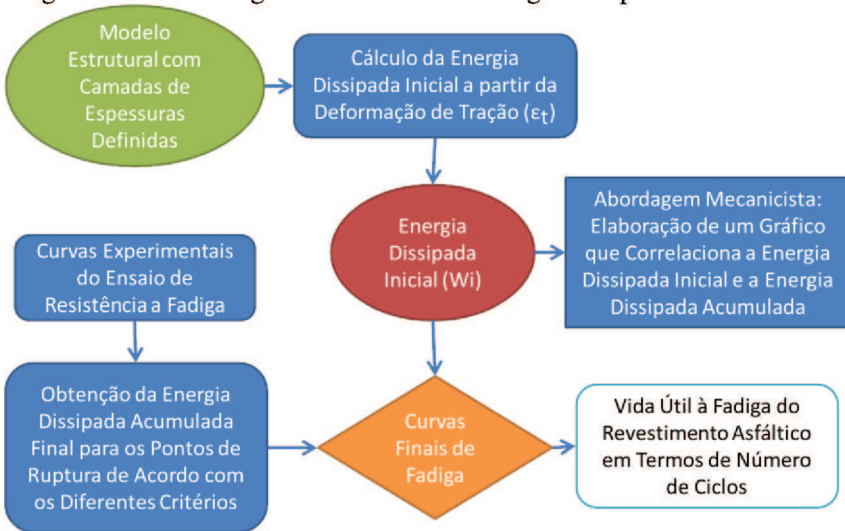 Modelo
Estrutural com
Camadas de
Espessuras
Definidas
Cálculo da Energia
Dissipada Inicial a partir da
Deformação de Tração (εt)
Energia
Dissipada
Inicial (Wi)
Abordagem Mecanicista:
Elaboração de um Gráfico
que Correlaciona a Energia
Dissipada Inicial e a Energia
Dissipada Acumulada
Curvas Experimentais
do Ensaio de
Resistência a Fadiga
Obtenção da Energia
Dissipada Acumulada
Final para os Pontos de
Ruptura de Acordo com
os Diferentes Critérios
Curvas
Finais de
Fadiga
Vida Útil à Fadiga do
Revestimento Asfáltico
em Termos de Número
de Ciclos